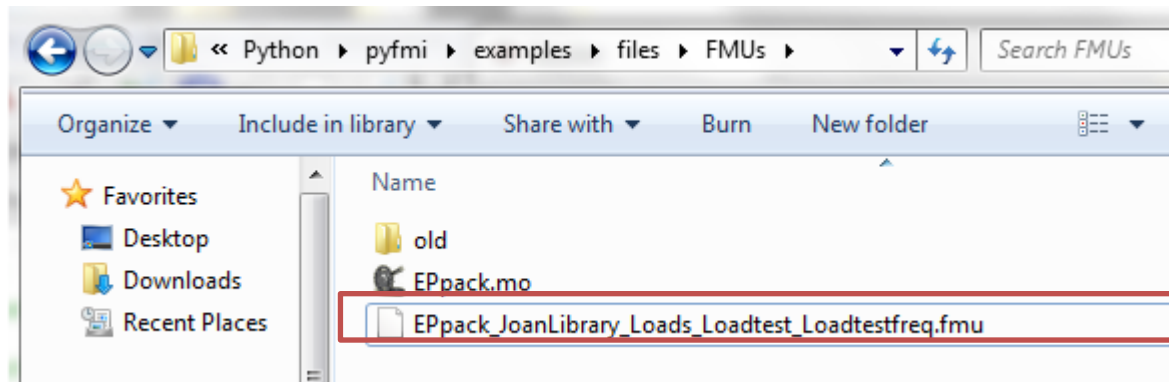 « Python ▸ pyfmi ▸ examples ▸ files ▸ FMUs ▸ Search FMUs
Organize Include in library Share with Burn New folder
Favorites
Desktop
Downloads
Recent Places
Name
old
EPpack.mo
EPpack_JoanLibrary_Loads_Loadtest_Loadtestfreq.fmu